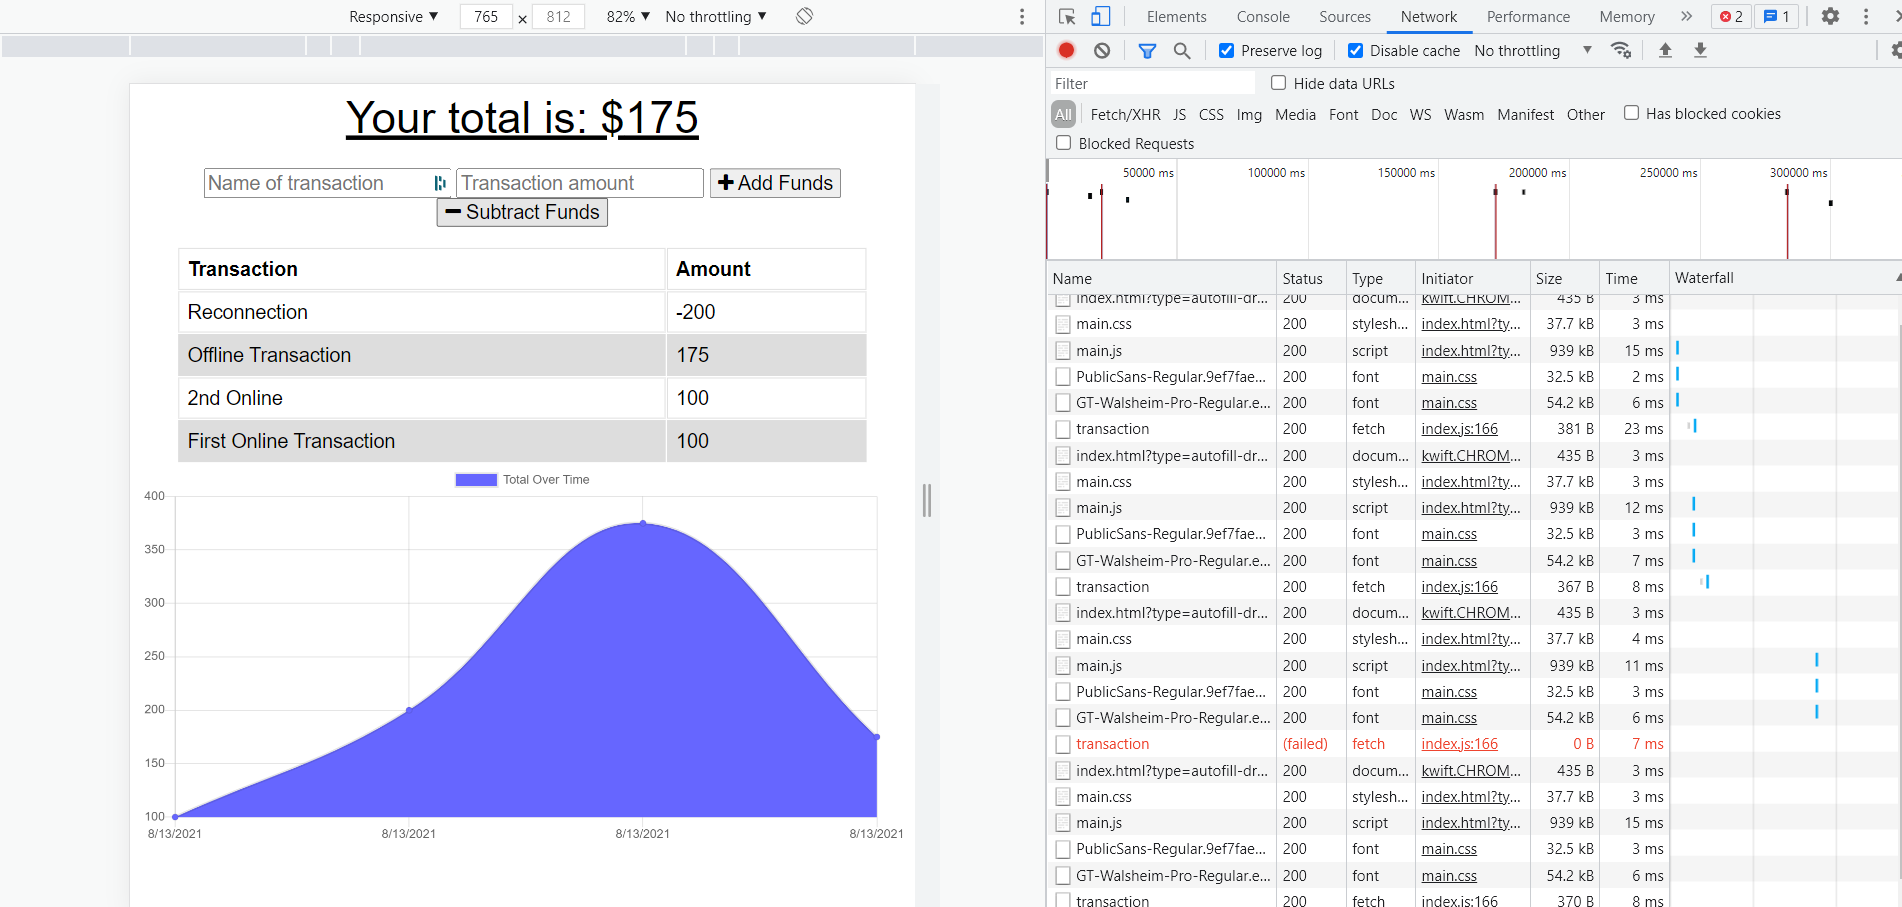 Responsive ▼ 765 × 812 82% ▼ No throttling ▼
Your total is: $175
Name of transaction Transaction amount + Add Funds
− Subtract Funds
Transaction Amount
Reconnection -200
Offline Transaction 175
2nd Online 100
First Online Transaction 100
Total Over Time
400
350
300
250
200
150
100
8/13/2021 8/13/2021 8/13/2021 8/13/2021
Elements Console Sources Network Performance Memory » 2 1
Preserve log Disable cache No throttling ▼
Filter Hide data URLs
All Fetch/XHR JS CSS Img Media Font Doc WS Wasm Manifest Other Has blocked cookies
Blocked Requests
50000 ms 100000 ms 150000 ms 200000 ms 250000 ms 300000 ms
Name Status Type Initiator Size Time Waterfall
index.html?type=autofill-dr... 200 docum... kwift.CHROM... 435 B 3 ms
main.css 200 stylesh... index.html?ty... 37.7 kB 3 ms
main.js 200 script index.html?ty... 939 kB 15 ms
PublicSans-Regular.9ef7fae... 200 font main.css 32.5 kB 2 ms
GT-Walsheim-Pro-Regular.e... 200 font main.css 54.2 kB 6 ms
transaction 200 fetch index.js:166 381 B 23 ms
index.html?type=autofill-dr... 200 docum... kwift.CHROM... 435 B 3 ms
main.css 200 stylesh... index.html?ty... 37.7 kB 3 ms
main.js 200 script index.html?ty... 939 kB 12 ms
PublicSans-Regular.9ef7fae... 200 font main.css 32.5 kB 3 ms
GT-Walsheim-Pro-Regular.e... 200 font main.css 54.2 kB 7 ms
transaction 200 fetch index.js:166 367 B 8 ms
index.html?type=autofill-dr... 200 docum... kwift.CHROM... 435 B 3 ms
main.css 200 stylesh... index.html?ty... 37.7 kB 4 ms
main.js 200 script index.html?ty... 939 kB 11 ms
PublicSans-Regular.9ef7fae... 200 font main.css 32.5 kB 3 ms
GT-Walsheim-Pro-Regular.e... 200 font main.css 54.2 kB 6 ms
transaction (failed) fetch index.js:166 0 B 7 ms
index.html?type=autofill-dr... 200 docum... kwift.CHROM... 435 B 3 ms
main.css 200 stylesh... index.html?ty... 37.7 kB 3 ms
main.js 200 script index.html?ty... 939 kB 15 ms
PublicSans-Regular.9ef7fae... 200 font main.css 32.5 kB 3 ms
GT-Walsheim-Pro-Regular.e... 200 font main.css 54.2 kB 6 ms
transaction 200 fetch index.js:166 370 B 8 ms